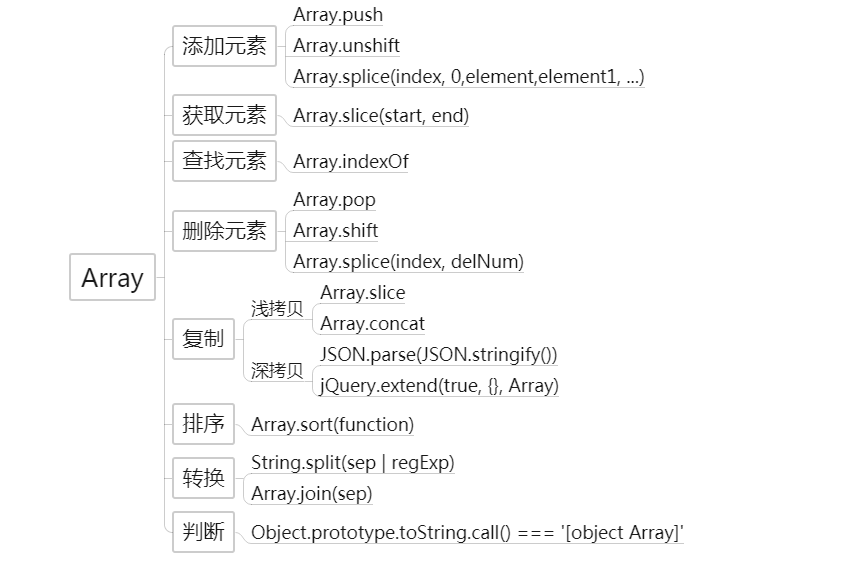 Array
添加元素
Array.push
Array.unshift
Array.splice(index, 0,element,element1, ...)
获取元素
Array.slice(start, end)
查找元素
Array.indexOf
删除元素
Array.pop
Array.shift
Array.splice(index, delNum)
复制
浅拷贝
Array.slice
Array.concat
深拷贝
JSON.parse(JSON.stringify())
jQuery.extend(true, {}, Array)
排序
Array.sort(function)
转换
String.split(sep | regExp)
Array.join(sep)
判断
Object.prototype.toString.call() === '[object Array]'